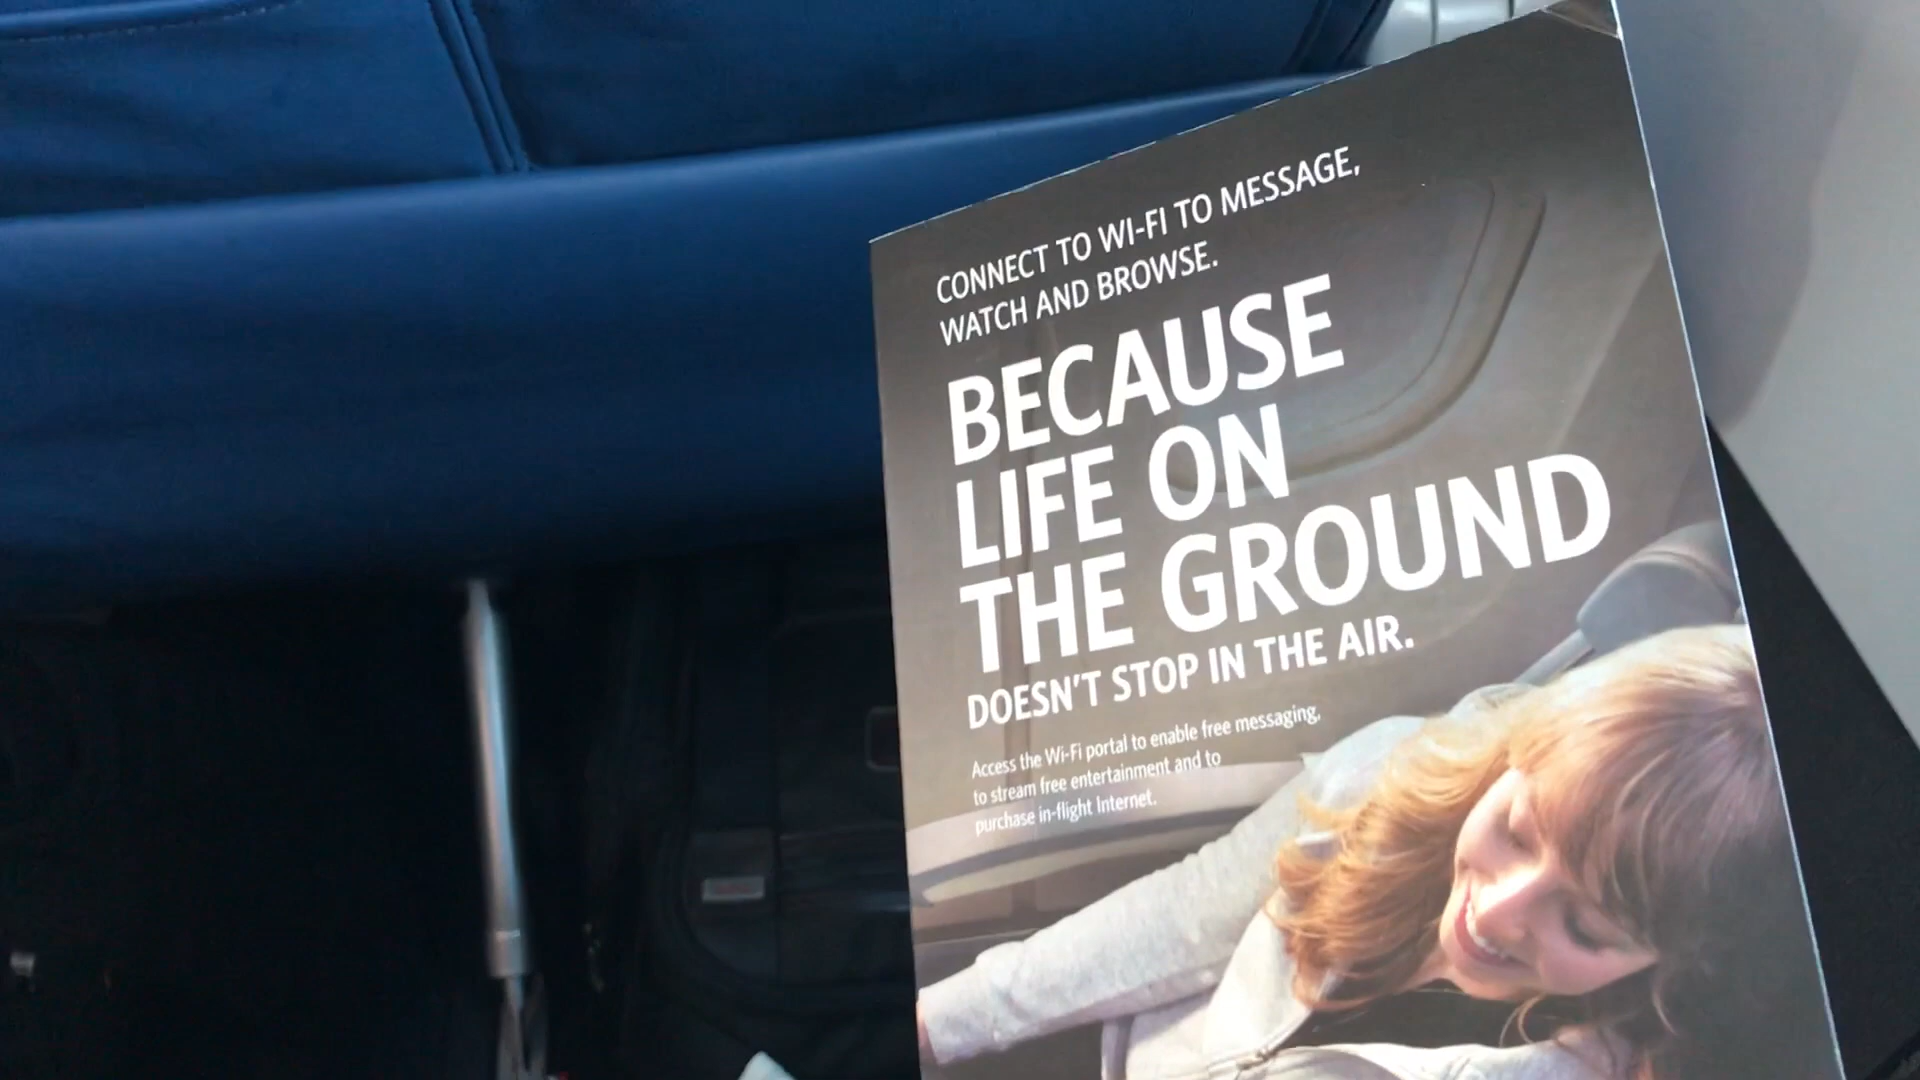 CONNECT TO WI-FI TO MESSAGE,
WATCH AND BROWSE.
BECAUSE
LIFE ON
THE GROUND
DOESN'T STOP IN THE AIR.
Access the Wi-Fi portal to enable free messaging,
to stream free entertainment and to
purchase in-flight Internet.